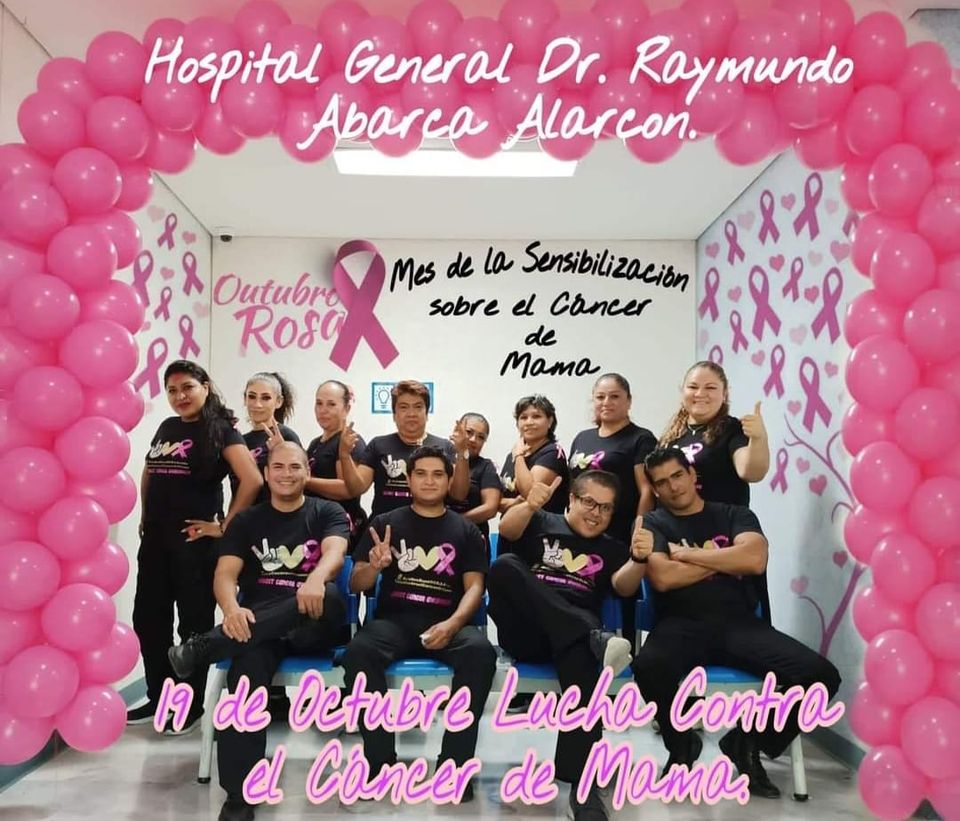 Hospital General Dr. Raymundo
Abarca Alarcon.
Outubro
Rosa
Mes de la Sensibilización
sobre el Cáncer
de
Mama
19 de Octubre Lucha Contra
el Cáncer de Mama.